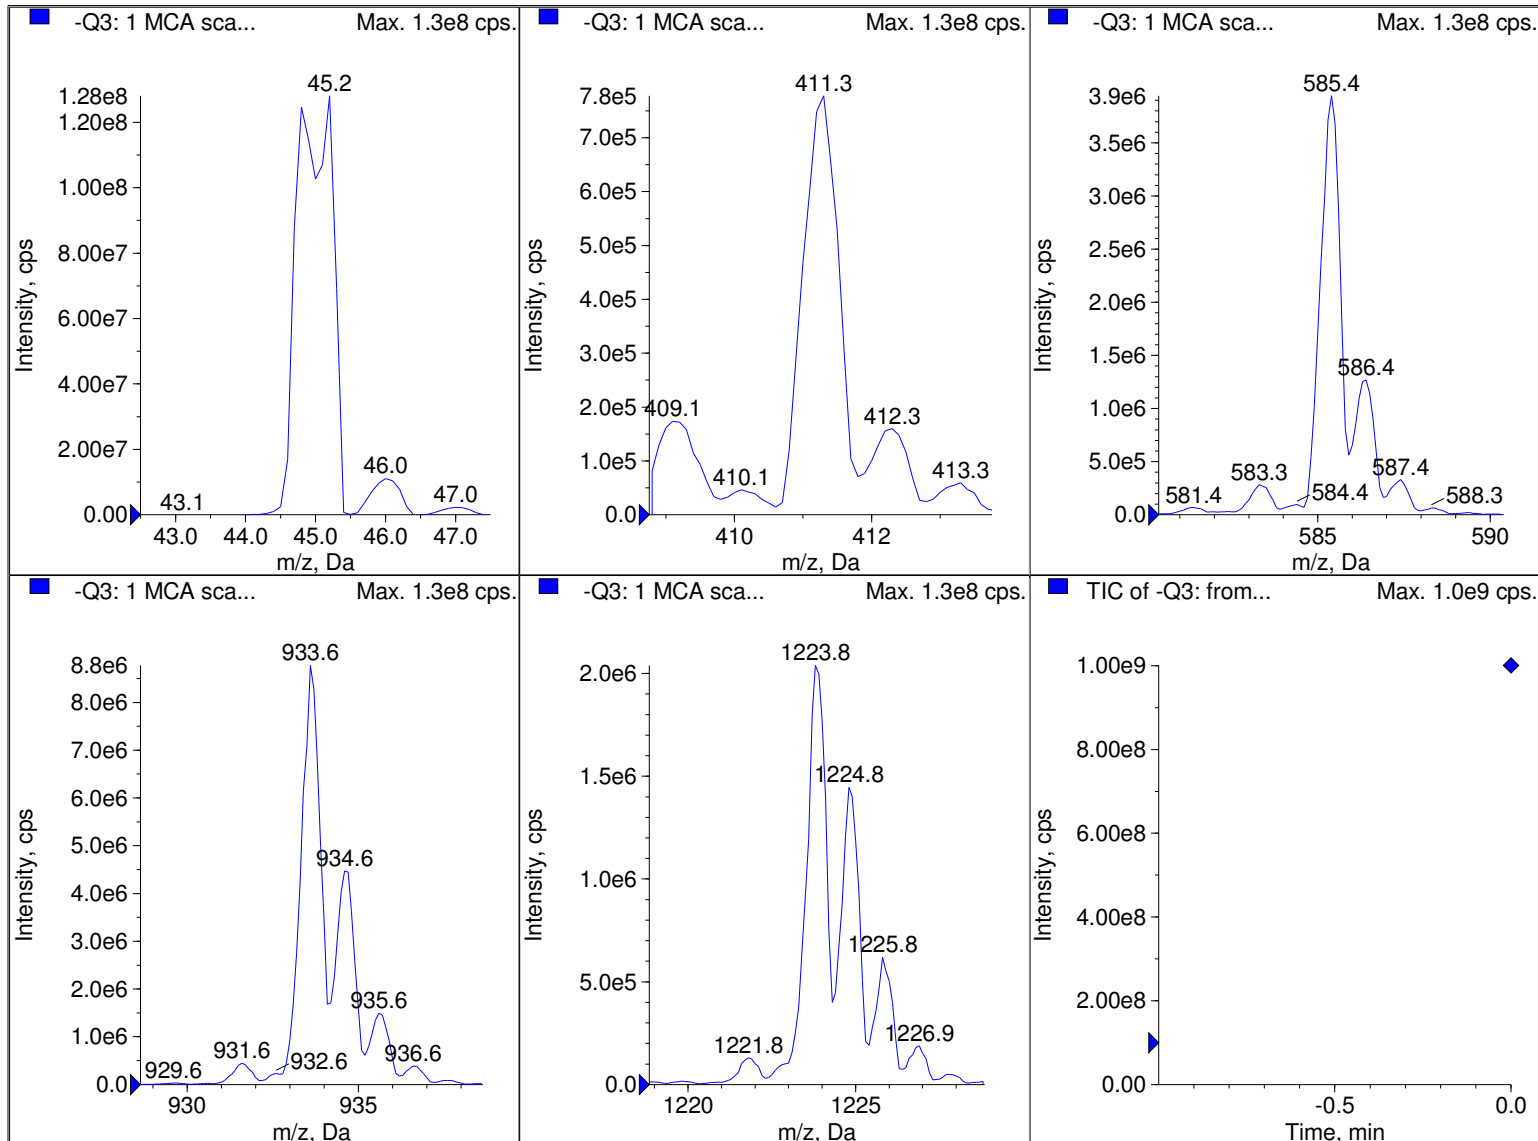 -Q3: 1 MCA sca... Max. 1.3e8 cps.
45.2
1.28e8
1.20e8
1.00e8
8.00e7
6.00e7
4.00e7
2.00e7
0.00
43.1
46.0
47.0
43.0 44.0 45.0 46.0 47.0
m/z, Da
Intensity, cps
-Q3: 1 MCA sca... Max. 1.3e8 cps.
411.3
7.8e5
7.0e5
6.0e5
5.0e5
4.0e5
3.0e5
2.0e5
1.0e5
0.0
409.1
410.1
412.3
413.3
410 412
m/z, Da
Intensity, cps
-Q3: 1 MCA sca... Max. 1.3e8 cps.
585.4
3.9e6
3.5e6
3.0e6
2.5e6
2.0e6
1.5e6
1.0e6
5.0e5
0.0
586.4
581.4
583.3
584.4
587.4
588.3
585 590
m/z, Da
Intensity, cps
-Q3: 1 MCA sca... Max. 1.3e8 cps.
933.6
8.8e6
8.0e6
7.0e6
6.0e6
5.0e6
4.0e6
3.0e6
2.0e6
1.0e6
0.0
934.6
935.6
929.6
931.6
932.6
936.6
930 935
m/z, Da
Intensity, cps
-Q3: 1 MCA sca... Max. 1.3e8 cps.
1223.8
2.0e6
1.5e6
1.0e6
5.0e5
0.0
1224.8
1225.8
1221.8
1226.9
1220 1225
m/z, Da
Intensity, cps
TIC of -Q3: from... Max. 1.0e9 cps.
1.00e9
8.00e8
6.00e8
4.00e8
2.00e8
0.00
-0.5 0.0
Time, min
Intensity, cps